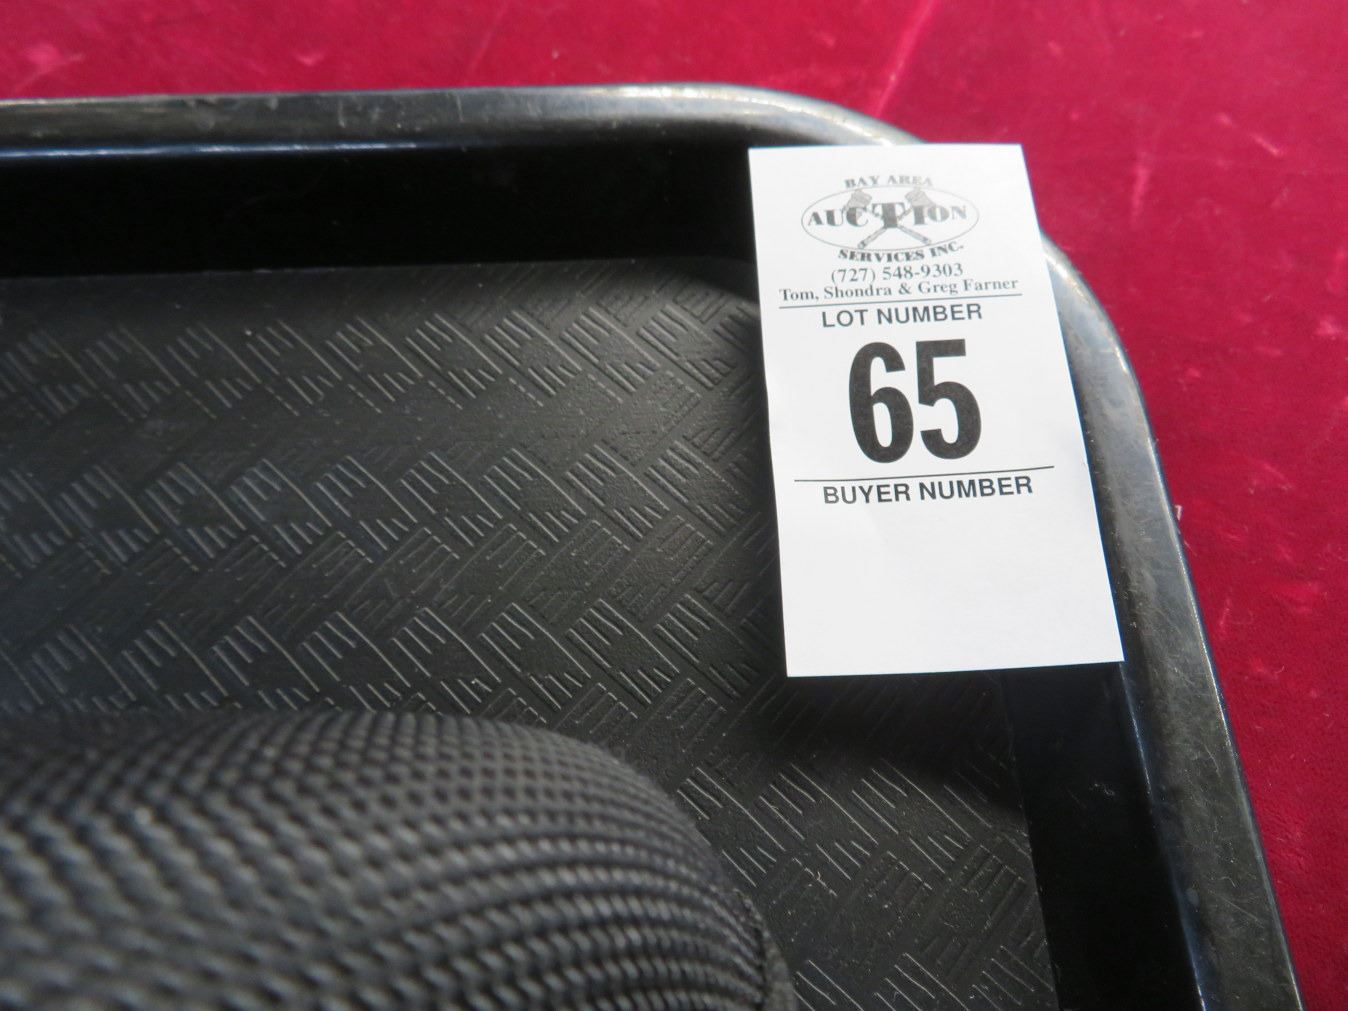 BAY AREA
AUCTION
SERVICES INC.
(727) 548-9303
Tom, Shondra & Greg Farner
LOT NUMBER
65
BUYER NUMBER